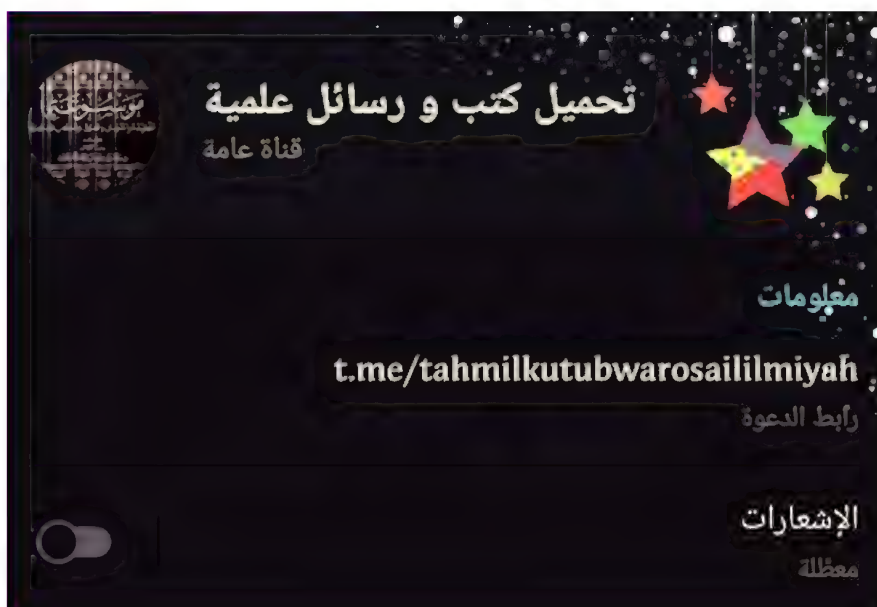 تحميل كتب و رسائل علمية
قناة عامة
معلومات
t.me/tahmilkutubwarosaililmiyah
رابط الدعوة
الإشعارات
معطلة